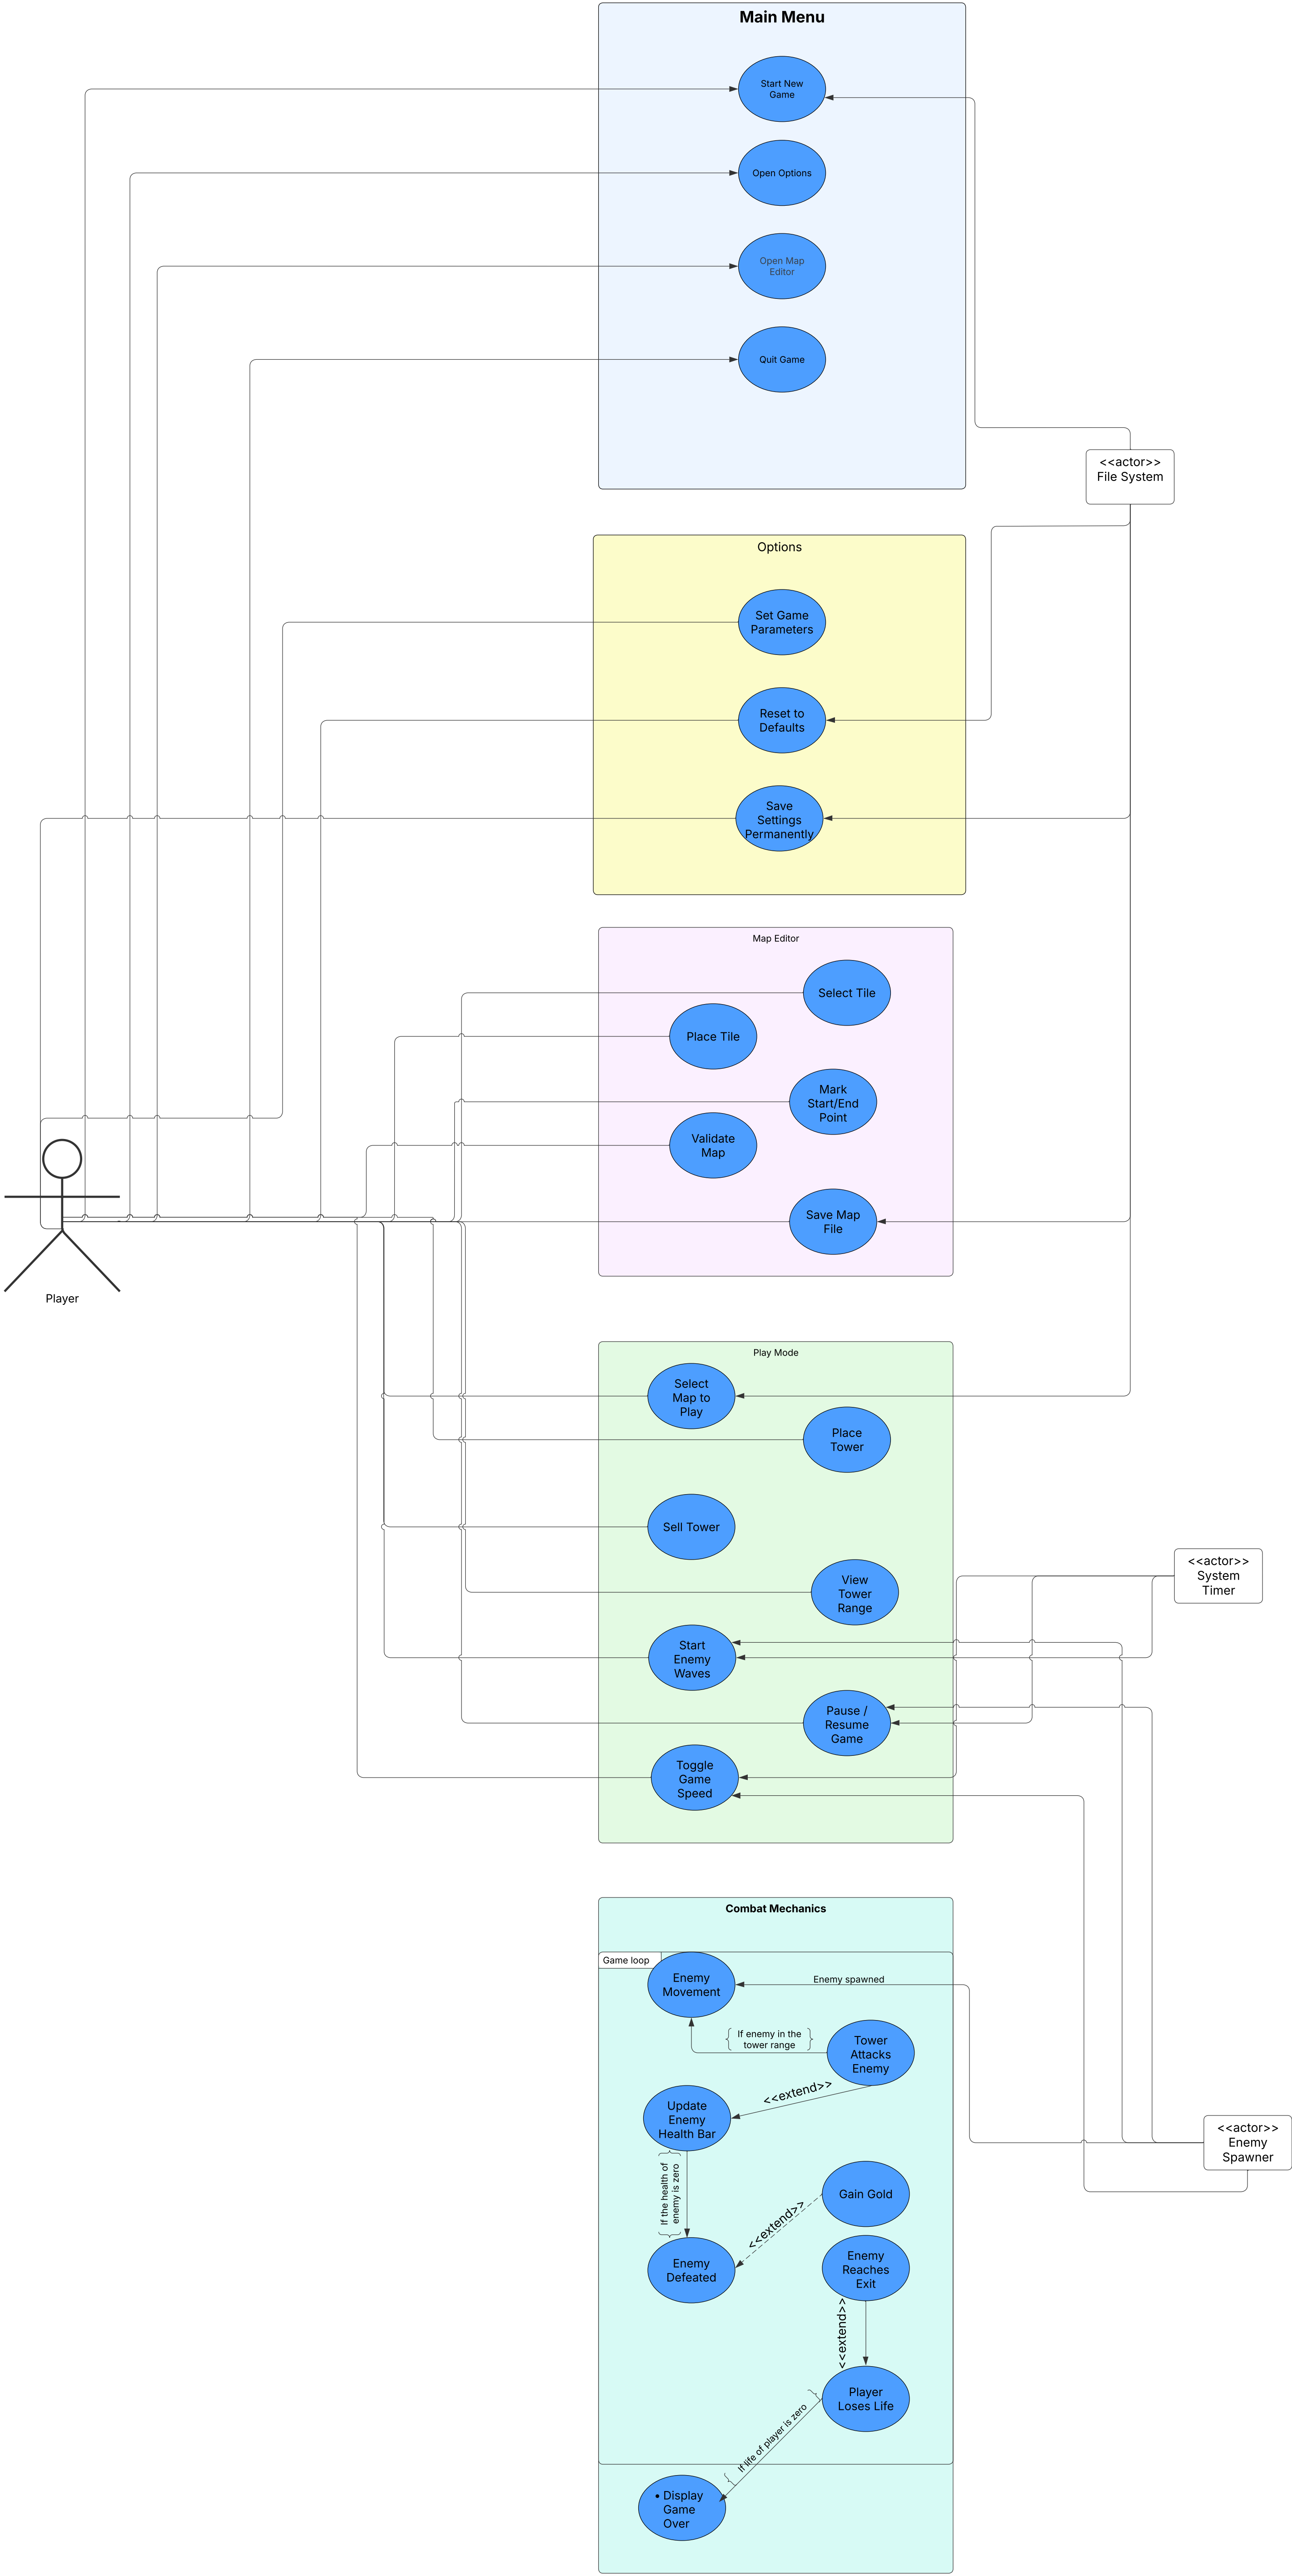 Main Menu
Start New
Game
Open Options
Open Map
Editor
Quit Game
<<actor>>
File System
Options
Set Game
Parameters
Reset to
Defaults
Save
Settings
Permanently
Map Editor
Select Tile
Place Tile
Mark
Start/End
Point
Validate
Map
Save Map
File
Player
Play Mode
Select
Map to
Play
Place
Tower
Sell Tower
View
Tower
Range
<<actor>>
System
Timer
Start
Enemy
Waves
Pause /
Resume
Game
Toggle
Game
Speed
Combat Mechanics
Game loop
Enemy
Movement
Enemy spawned
If enemy in the
tower range
Tower
Attacks
Enemy
<<extend>>
Update
Enemy
Health Bar
<<actor>>
Enemy
Spawner
If the health of
enemy is zero
Gain Gold
<<extend>>
Enemy
Defeated
Enemy
Reaches
Exit
<<extend>>
Player
Loses Life
If life of player is zero
• Display
Game
Over